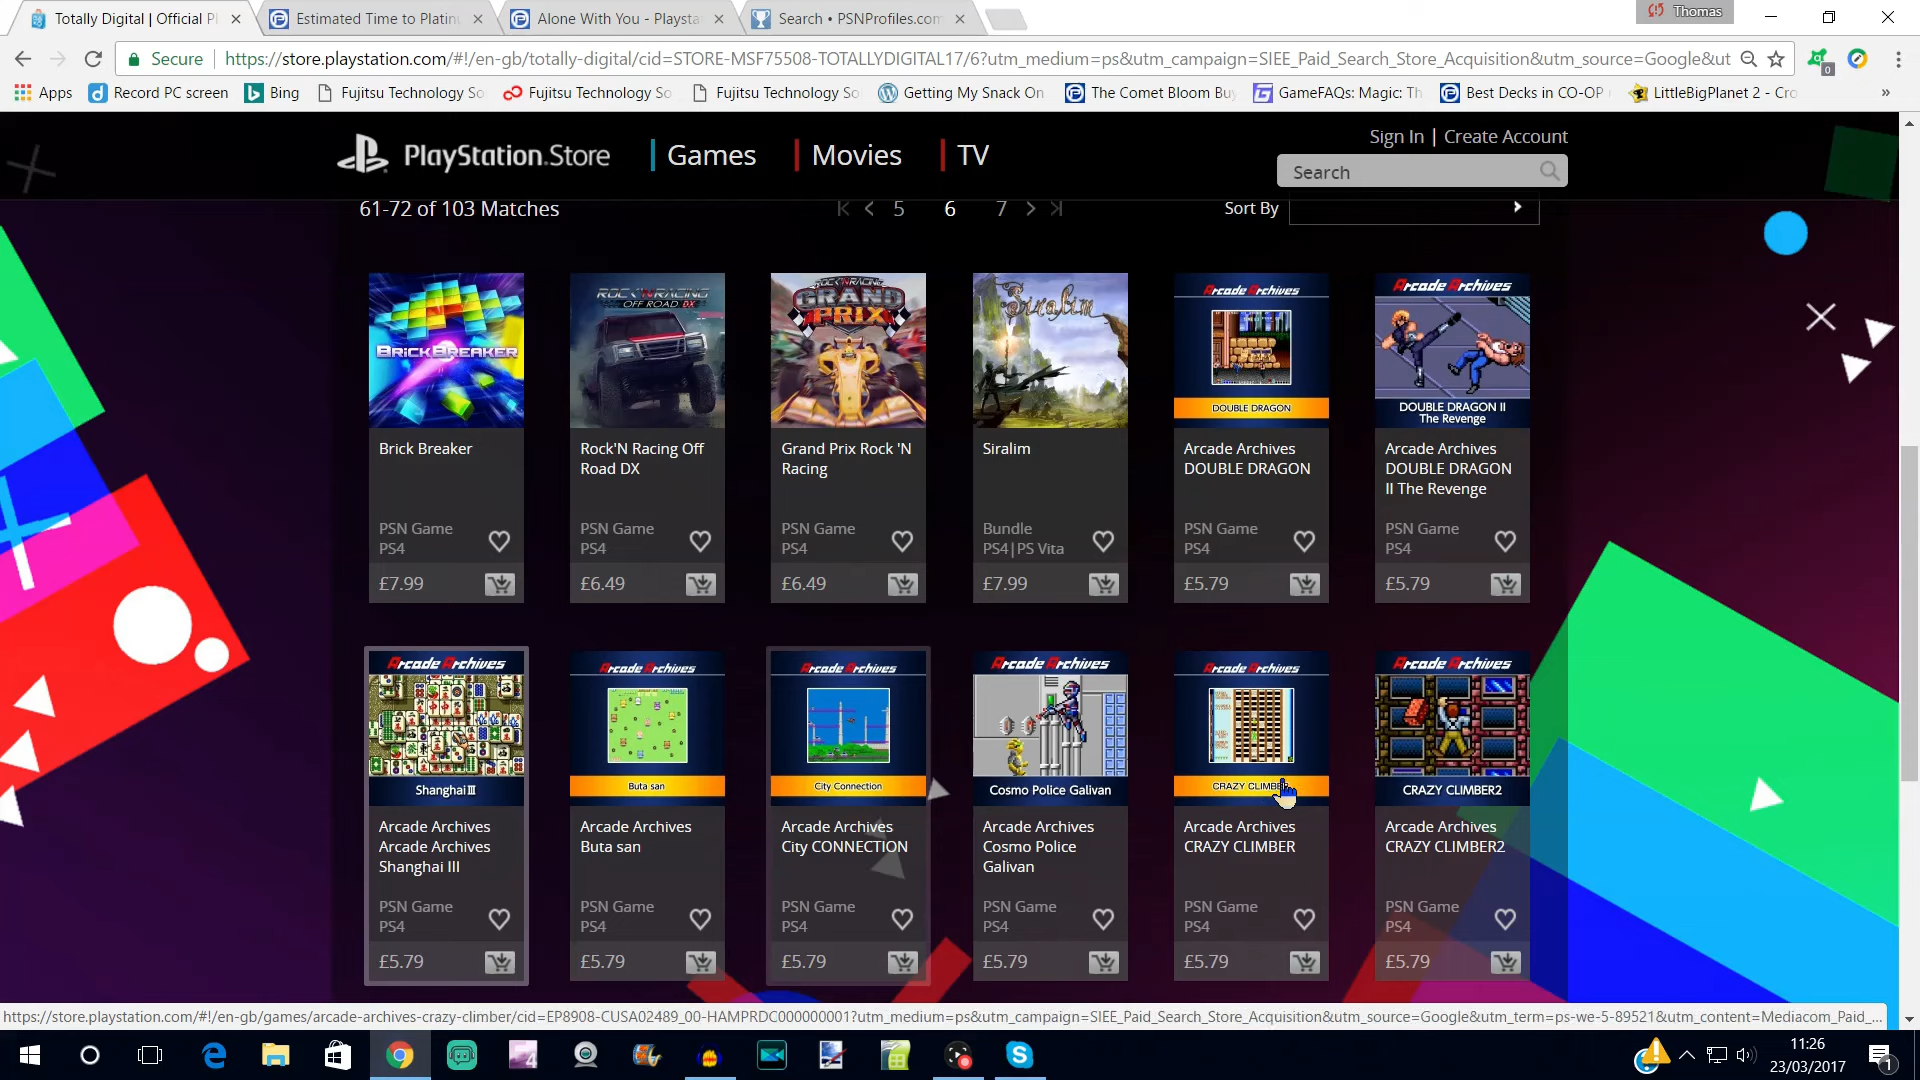 Totally Digital | Official Pl
Estimated Time to Platin
Alone With You - Playsta
Search • PSNProfiles.com
Thomas
Secure
https://store.playstation.com/#!/en-gb/totally-digital/cid=STORE-MSF75508-TOTALLYDIGITAL17/6?utm_medium=ps&utm_campaign=SIEE_Paid_Search_Store_Acquisition&utm_source=Google&ut
0
Apps
Record PC screen
Bing
Fujitsu Technology So
Fujitsu Technology So
Fujitsu Technology So
Getting My Snack On
The Comet Bloom Bu
GameFAQs: Magic: Th
Best Decks in CO-OP
LittleBigPlanet 2 - Cro
»
PlayStation.Store
Games
Movies
TV
Sign In | Create Account
Search
61-72 of 103 Matches
5 6 7
Sort By
BRICKBREAKER
ROCK'N RACING
OFF ROAD DX
ROCK'N RACING
GRAND
PRIX
Siralim
Arcade Archives
DOUBLE DRAGON
Arcade Archives
DOUBLE DRAGON II
The Revenge
Brick Breaker
Rock'N Racing Off
Road DX
Grand Prix Rock 'N
Racing
Siralim
Arcade Archives
DOUBLE DRAGON
Arcade Archives
DOUBLE DRAGON
II The Revenge
PSN Game
PS4
PSN Game
PS4
PSN Game
PS4
Bundle
PS4|PS Vita
PSN Game
PS4
PSN Game
PS4
£7.99
£6.49
£6.49
£7.99
£5.79
£5.79
Arcade Archives
Shanghai III
Arcade Archives
Buta san
Arcade Archives
City Connection
Arcade Archives
Cosmo Police Galivan
Arcade Archives
CRAZY CLIMBER
Arcade Archives
CRAZY CLIMBER2
Arcade Archives
Arcade Archives
Shanghai III
Arcade Archives
Buta san
Arcade Archives
City CONNECTION
Arcade Archives
Cosmo Police
Galivan
Arcade Archives
CRAZY CLIMBER
Arcade Archives
CRAZY CLIMBER2
PSN Game
PS4
PSN Game
PS4
PSN Game
PS4
PSN Game
PS4
PSN Game
PS4
PSN Game
PS4
£5.79
£5.79
£5.79
£5.79
£5.79
£5.79
https://store.playstation.com/#!/en-gb/games/arcade-archives-crazy-climber/cid=EP8908-CUSA02489_00-HAMPRDC000000001?utm_medium=ps&utm_campaign=SIEE_Paid_Search_Store_Acquisition&utm_source=Google&utm_term=ps-we-5-89521&utm_content=Mediacom_Paid_...
11:26
23/03/2017
1